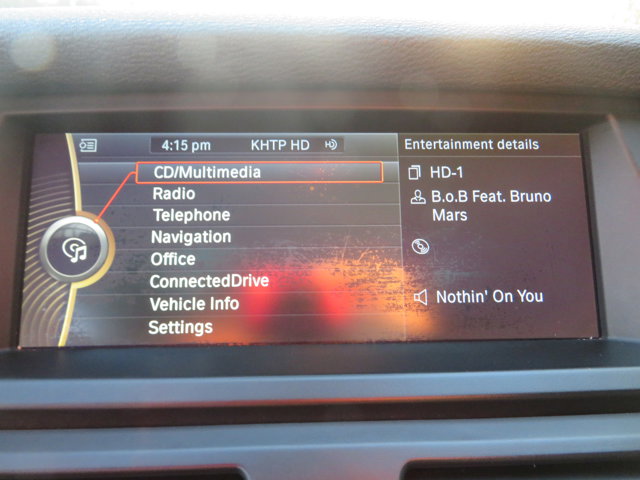 4:15 pm KHTP HD
Entertainment details
CD/Multimedia
Radio
Telephone
Navigation
Office
ConnectedDrive
Vehicle Info
Settings
HD-1
B.o.B Feat. Bruno
Mars
Nothin' On You